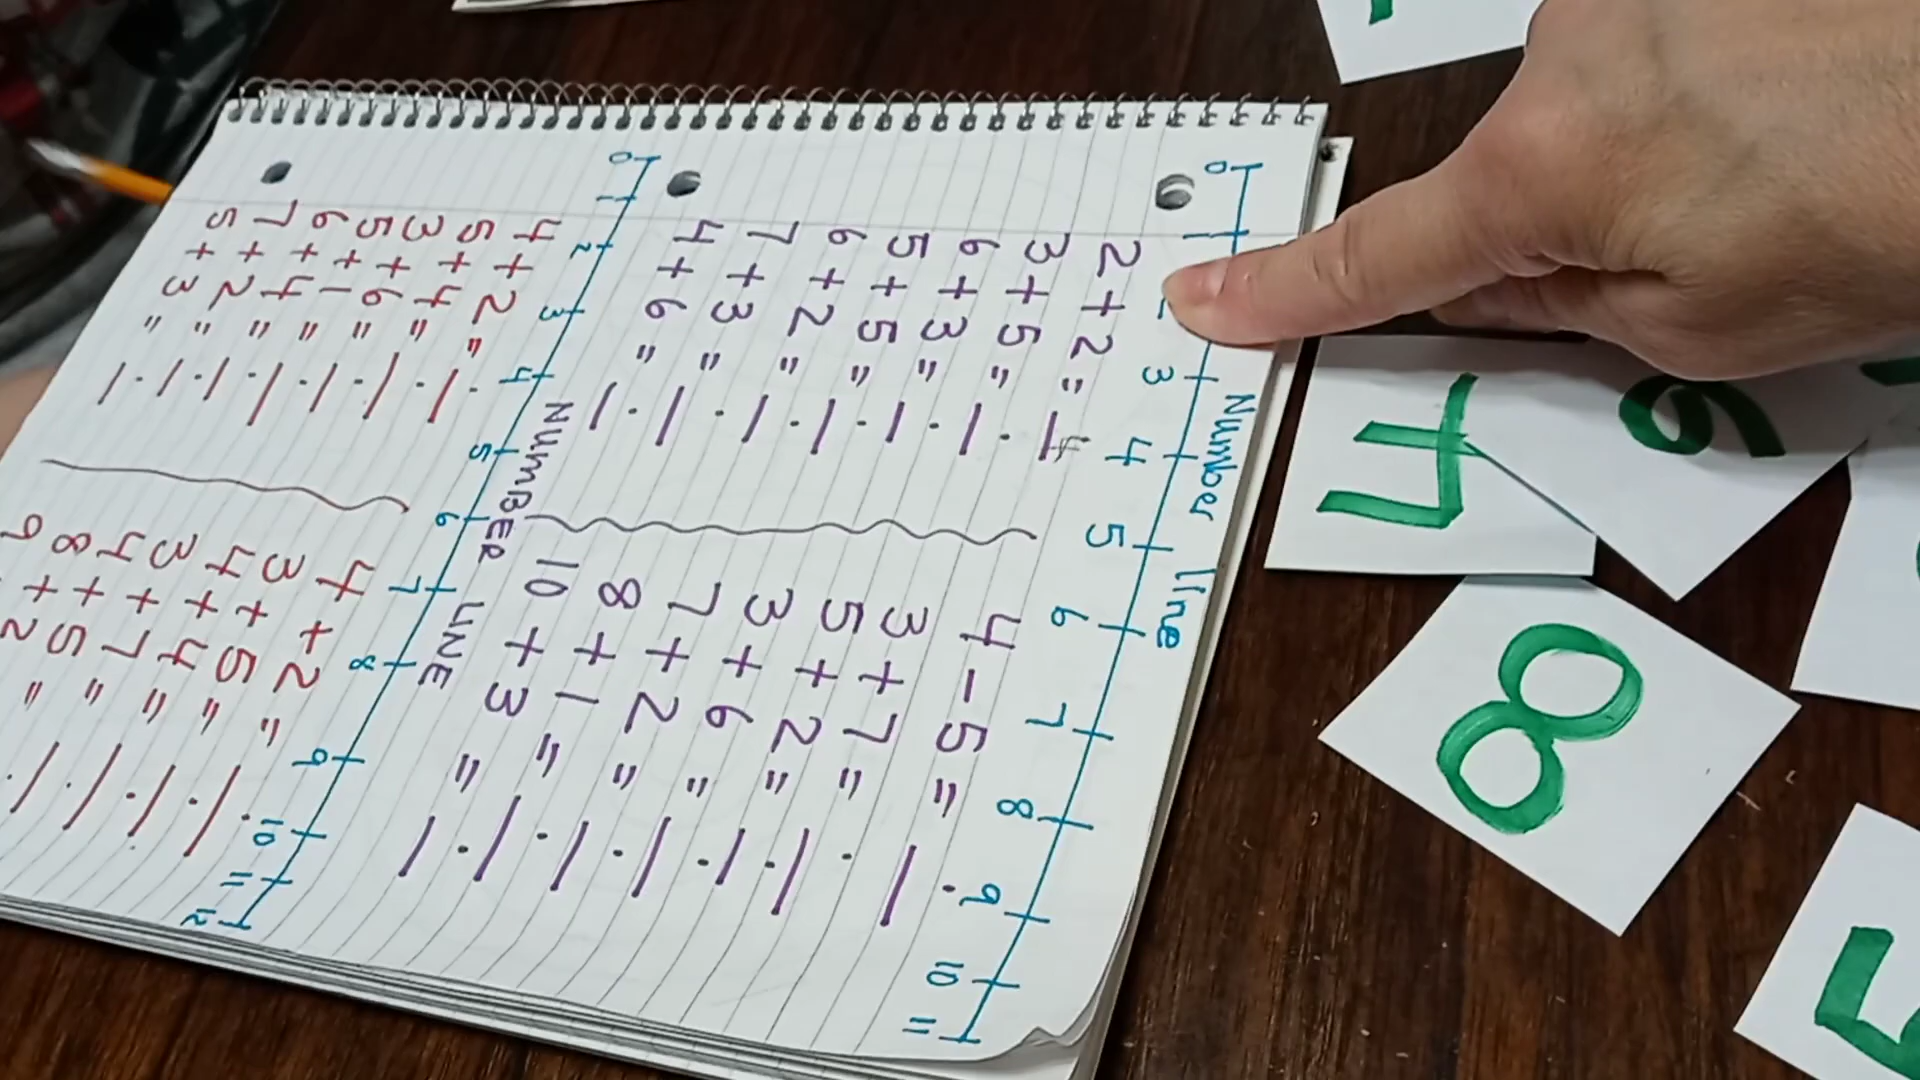 Number line
0 1 2 3 4 5 6 7 8 9 10 11
2 + 2 = 4
3 + 5 =
6 + 3 =
5 + 5 =
6 + 2 =
7 + 3 =
4 + 6 =
4 - 5 =
3 + 7 =
5 + 2 =
3 + 6 =
7 + 2 =
8 + 1 =
10 + 3 =
NumBER LINE
0 1 2 3 4 5 6 7 8 9 10 11 12
4 + 2 =
5 + 4 =
3 + 6 =
5 + 1 =
6 + 4 =
7 + 2 =
5 + 3 =
4 + 2 =
3 + 5 =
4 + 4 =
3 + 7 =
4 + 5 =
8 + 2
9
4
6
8